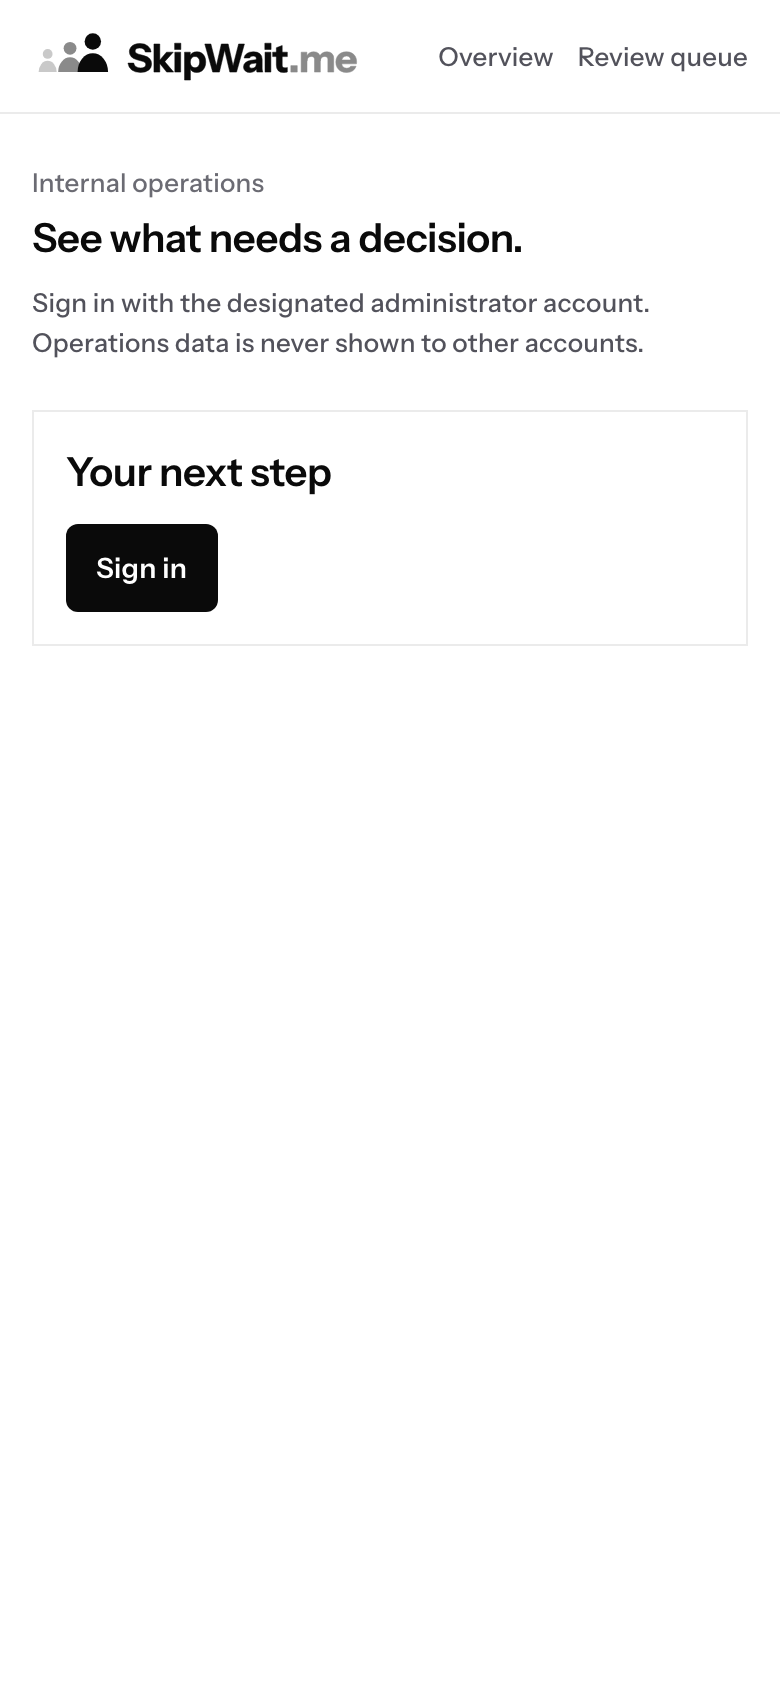 SkipWait.me
Overview
Review queue
Internal operations
See what needs a decision.
Sign in with the designated administrator account.
Operations data is never shown to other accounts.
Your next step
Sign in